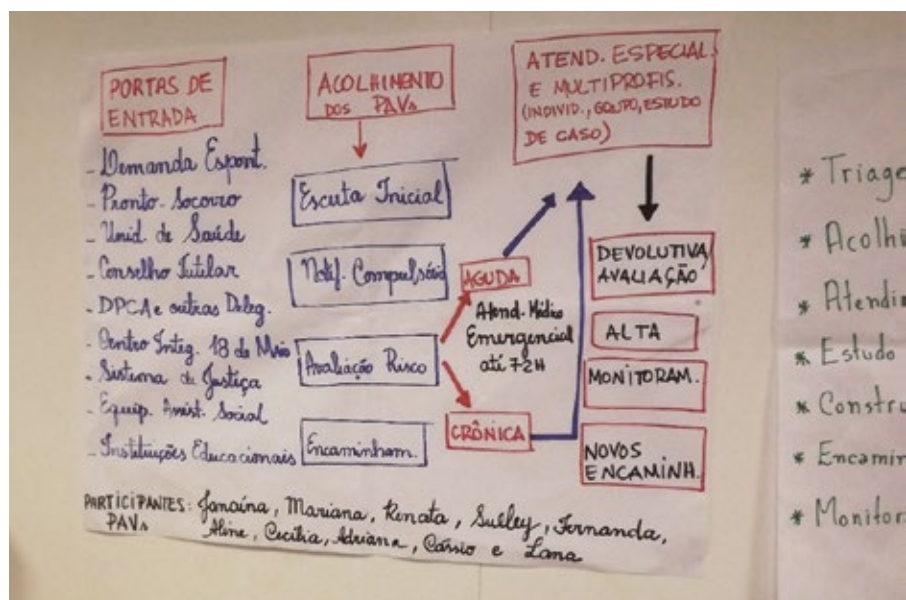 PORTAS DE
ENTRADA
- Demanda Espont.
- Pronto-Socorro
- Unid. de Saúde
- Conselho Tutelar
- DPCA e outras Deleg.
- Centro Integ. 18 de Maio
- Sistema de Justiça
- Equip. Assist. Social
- Instituições Educacionais
ACOLHIMENTO
DOS PAVs
Escuta Inicial
Notif. Compulsória
Avaliação Risco
Encaminham.
AGUDA
Atend. Médico
Emergencial
até 72H
CRÔNICA
ATEND. ESPECIAL.
E MULTIPROFIS.
(INDIVID., GRUPO, ESTUDO
DE CASO)
DEVOLUTIVA/
AVALIAÇÃO
ALTA
MONITORAM.
NOVOS
ENCAMINH.
PARTICIPANTES: Janaína, Mariana, Renata, Suelley, Fernanda,
PAVs Aline, Cecília, Adriana, Cássio e Lana
* Triage
* Acolhi
* Atendi
* Estudo
* Constru
* Encamin
* Monitor